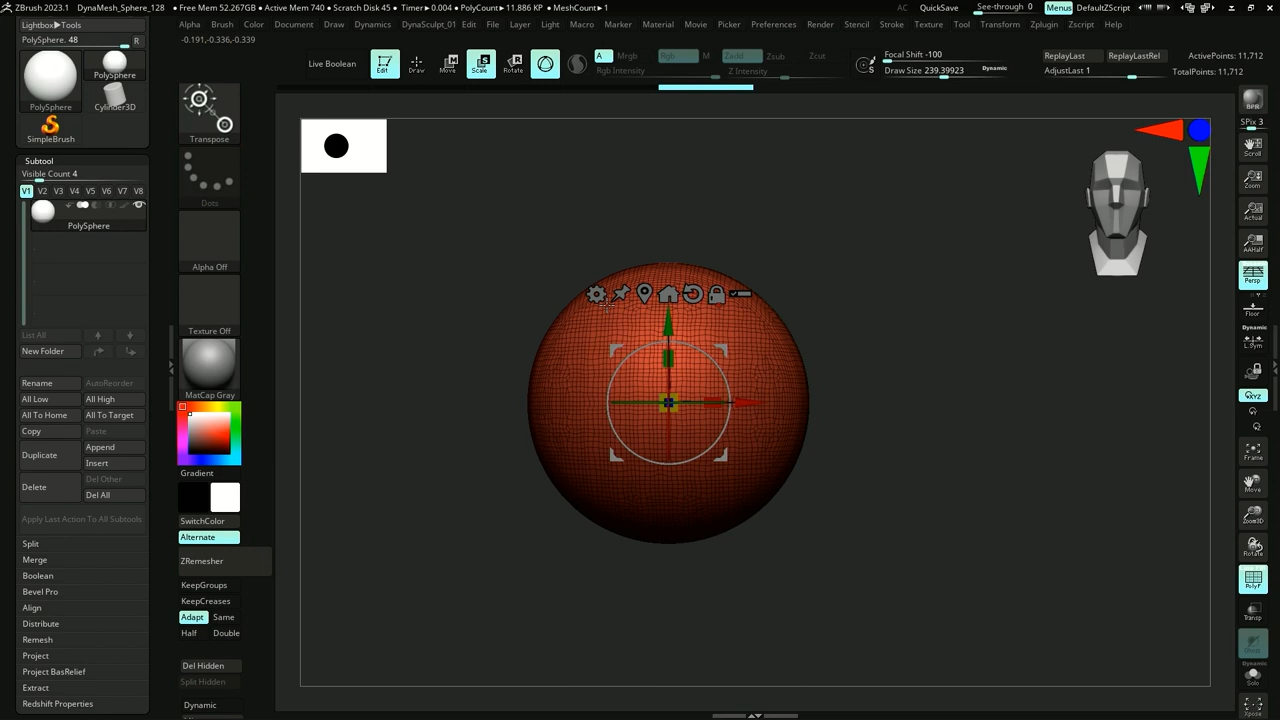 ZBrush 2023.1 DynaMesh_Sphere_128 ● Free Mem 52.267GB ● Active Mem 740 ● Scratch Disk 45 ● Timer►0.004 ● PolyCount►11.886 KP ● MeshCount►1
AC QuickSave See-through 0 Menus DefaultZScript
Lightbox▶Tools
Alpha Brush Color Document Draw Dynamics DynaSculpt_01 Edit File Layer Light Macro Marker Material Movie Picker Preferences Render Stencil Stroke Texture Tool Transform Zplugin Zscript Help
PolySphere. 48 R
-0.191,-0.336,-0.339
Live Boolean Edit Draw Move Scale Rotate
A Mrgb Rgb M Zadd Zsub Zcut
Rgb Intensity Z Intensity
Focal Shift -100
Draw Size 239.39923 Dynamic
ReplayLast ReplayLastRel ActivePoints: 11,712
AdjustLast 1 TotalPoints: 11,712
PolySphere
PolySphere Cylinder3D
SimpleBrush
Subtool
Visible Count 4
V1 V2 V3 V4 V5 V6 V7 V8
PolySphere
List All
New Folder
Rename AutoReorder
All Low All High
All To Home All To Target
Copy Paste
Duplicate Append
Insert
Delete Del Other
Del All
Apply Last Action To All Subtools
Split
Merge
Boolean
Bevel Pro
Align
Distribute
Remesh
Project
Project BasRelief
Extract
Redshift Properties
Transpose
Dots
Alpha Off
Texture Off
MatCap Gray
Gradient
SwitchColor
Alternate
ZRemesher
KeepGroups
KeepCreases
Adapt Same
Half Double
Del Hidden
Split Hidden
Dynamic
BPR
SPix 3
Scroll
Zoom
Actual
AAHalf
Persp
Floor
Dynamic
L.Sym
XYZ
Frame
Move
Zoom3D
Rotate
PolyF
Transp
Ghost
Dynamic
Solo
Xpose